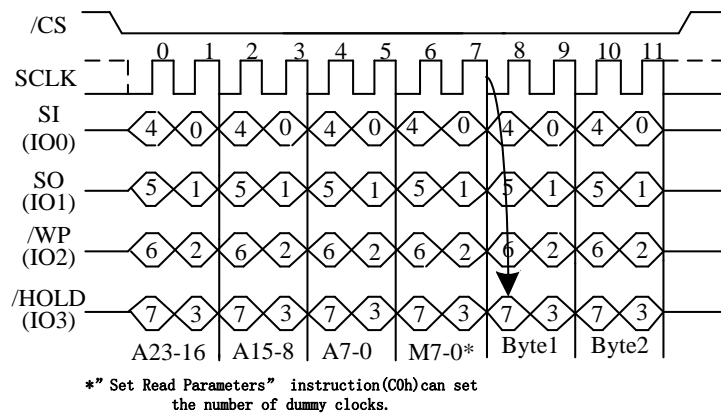 /CS
0 1 2 3 4 5 6 7 8 9 10 11
SCLK
SI
(IO0)
4 0 4 0 4 0 4 0 4 0 4 0
SO
(IO1)
5 1 5 1 5 1 5 1 5 1 5 1
/WP
(IO2)
6 2 6 2 6 2 6 2 6 2 6 2
/HOLD
(IO3)
7 3 7 3 7 3 7 3 7 3 7 3
A23-16 A15-8 A7-0 M7-0* Byte1 Byte2
*” Set Read Parameters” instruction(C0h)can set
the number of dummy clocks.